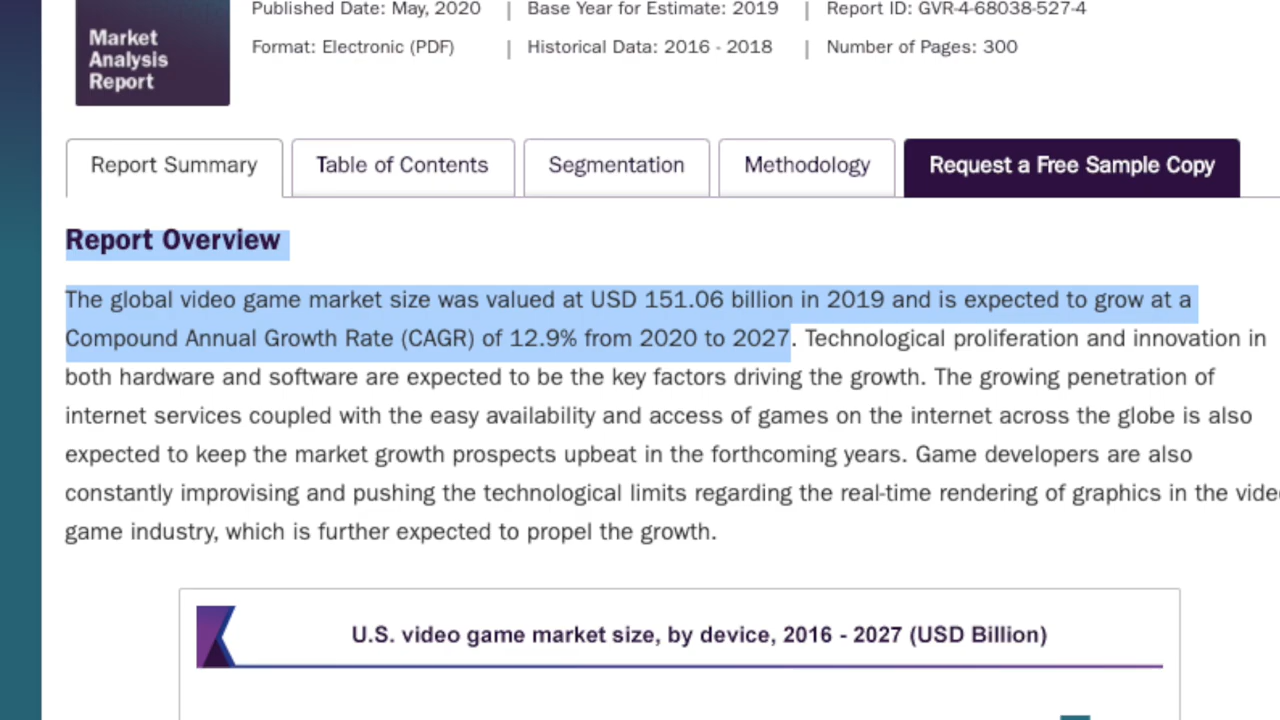 Published Date: May, 2020 | Base Year for Estimate: 2019 | Report ID: GVR-4-68038-527-4
Market
Analysis
Report
Format: Electronic (PDF) | Historical Data: 2016 - 2018 | Number of Pages: 300
Report Summary Table of Contents Segmentation Methodology Request a Free Sample Copy
Report Overview
The global video game market size was valued at USD 151.06 billion in 2019 and is expected to grow at a
Compound Annual Growth Rate (CAGR) of 12.9% from 2020 to 2027. Technological proliferation and innovation in
both hardware and software are expected to be the key factors driving the growth. The growing penetration of
internet services coupled with the easy availability and access of games on the internet across the globe is also
expected to keep the market growth prospects upbeat in the forthcoming years. Game developers are also
constantly improvising and pushing the technological limits regarding the real-time rendering of graphics in the video
game industry, which is further expected to propel the growth.
U.S. video game market size, by device, 2016 - 2027 (USD Billion)